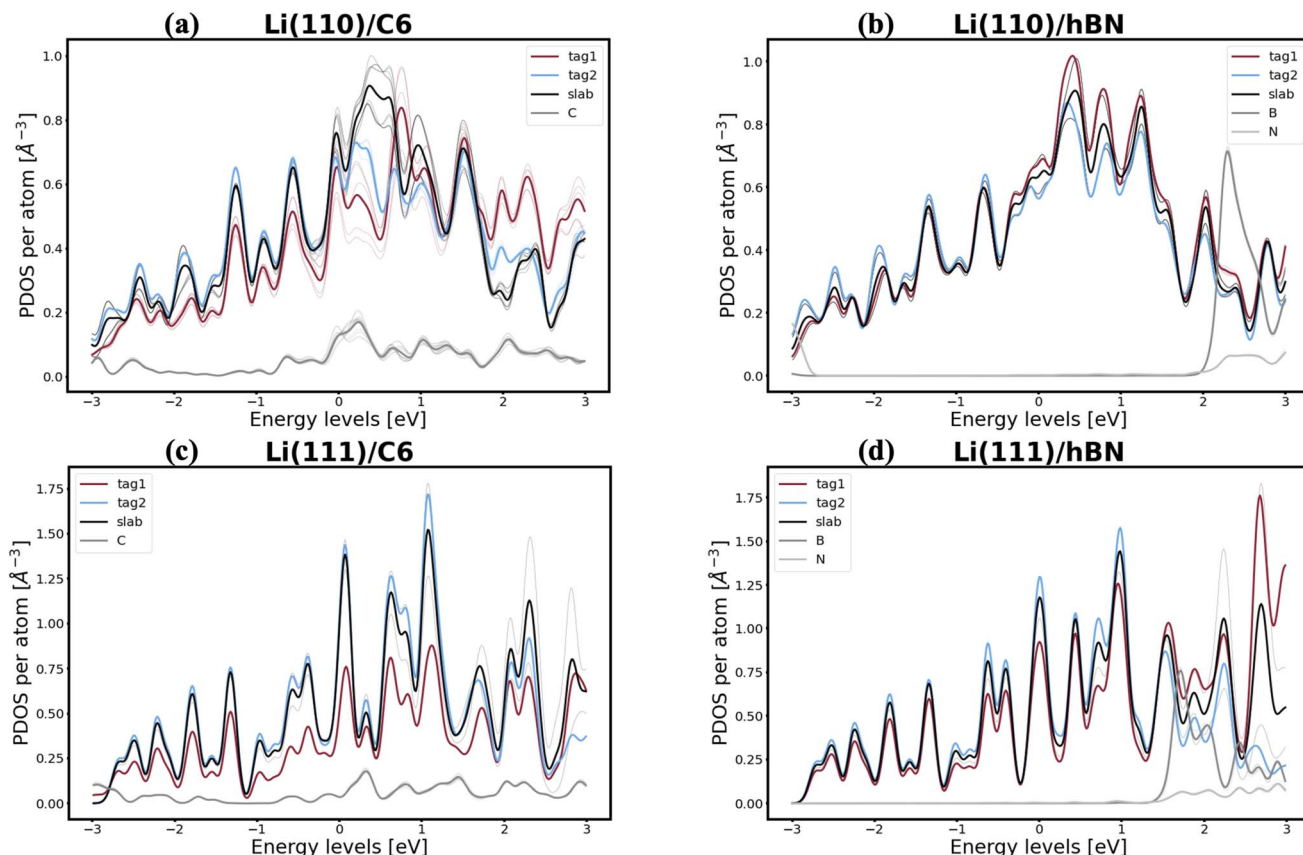 (a) Li(110)/C6
PDOS per atom [Å⁻³]
1.0
0.8
0.6
0.4
0.2
0.0
tag1
tag2
slab
C
−3 −2 −1 0 1 2 3
Energy levels [eV]
(b) Li(110)/hBN
PDOS per atom [Å⁻³]
1.0
0.8
0.6
0.4
0.2
0.0
tag1
tag2
slab
B
N
−3 −2 −1 0 1 2 3
Energy levels [eV]
(c) Li(111)/C6
PDOS per atom [Å⁻³]
1.75
1.50
1.25
1.00
0.75
0.50
0.25
0.00
tag1
tag2
slab
C
−3 −2 −1 0 1 2 3
Energy levels [eV]
(d) Li(111)/hBN
PDOS per atom [Å⁻³]
1.75
1.50
1.25
1.00
0.75
0.50
0.25
0.00
tag1
tag2
slab
B
N
−3 −2 −1 0 1 2 3
Energy levels [eV]